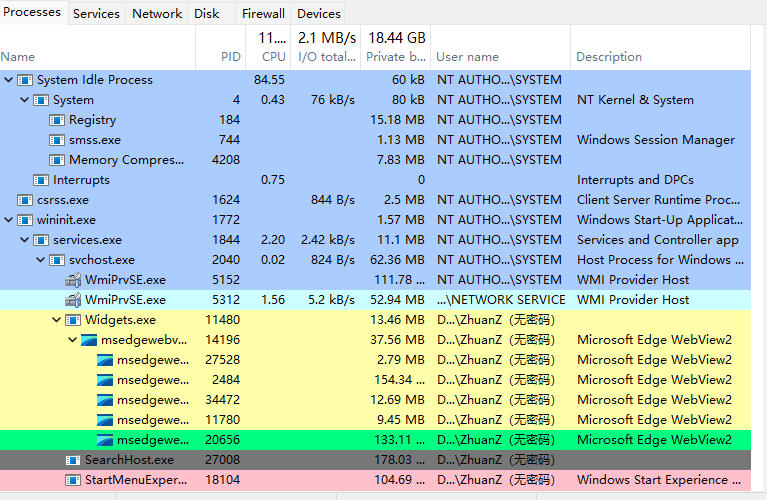 Processes Services Network Disk Firewall Devices
11.... 2.1 MB/s 18.44 GB
Name PID CPU I/O total... Private b... User name Description
System Idle Process 84.55 60 kB NT AUTHO...\SYSTEM
System 4 0.43 76 kB/s 80 kB NT AUTHO...\SYSTEM NT Kernel & System
Registry 184 15.18 MB NT AUTHO...\SYSTEM
smss.exe 744 1.13 MB NT AUTHO...\SYSTEM Windows Session Manager
Memory Compres... 4208 7.83 MB NT AUTHO...\SYSTEM
Interrupts 0.75 0 Interrupts and DPCs
csrss.exe 1624 844 B/s 2.5 MB NT AUTHO...\SYSTEM Client Server Runtime Proc...
wininit.exe 1772 1.57 MB NT AUTHO...\SYSTEM Windows Start-Up Applicat...
services.exe 1844 2.20 2.42 kB/s 11.1 MB NT AUTHO...\SYSTEM Services and Controller app
svchost.exe 2040 0.02 824 B/s 62.36 MB NT AUTHO...\SYSTEM Host Process for Windows ...
WmiPrvSE.exe 5152 111.78 ... NT AUTHO...\SYSTEM WMI Provider Host
WmiPrvSE.exe 5312 1.56 5.2 kB/s 52.94 MB ...\NETWORK SERVICE WMI Provider Host
Widgets.exe 11480 13.46 MB D...\ZhuanZ (无密码)
msedgewebv... 14196 37.56 MB D...\ZhuanZ (无密码) Microsoft Edge WebView2
msedgewe... 27528 2.79 MB D...\ZhuanZ (无密码) Microsoft Edge WebView2
msedgewe... 2484 154.34 ... D...\ZhuanZ (无密码) Microsoft Edge WebView2
msedgewe... 34472 12.69 MB D...\ZhuanZ (无密码) Microsoft Edge WebView2
msedgewe... 11780 9.45 MB D...\ZhuanZ (无密码) Microsoft Edge WebView2
msedgewe... 20656 133.11 ... D...\ZhuanZ (无密码) Microsoft Edge WebView2
SearchHost.exe 27008 178.03 ... D...\ZhuanZ (无密码)
StartMenuExper... 18104 104.69 ... D...\ZhuanZ (无密码) Windows Start Experience ...